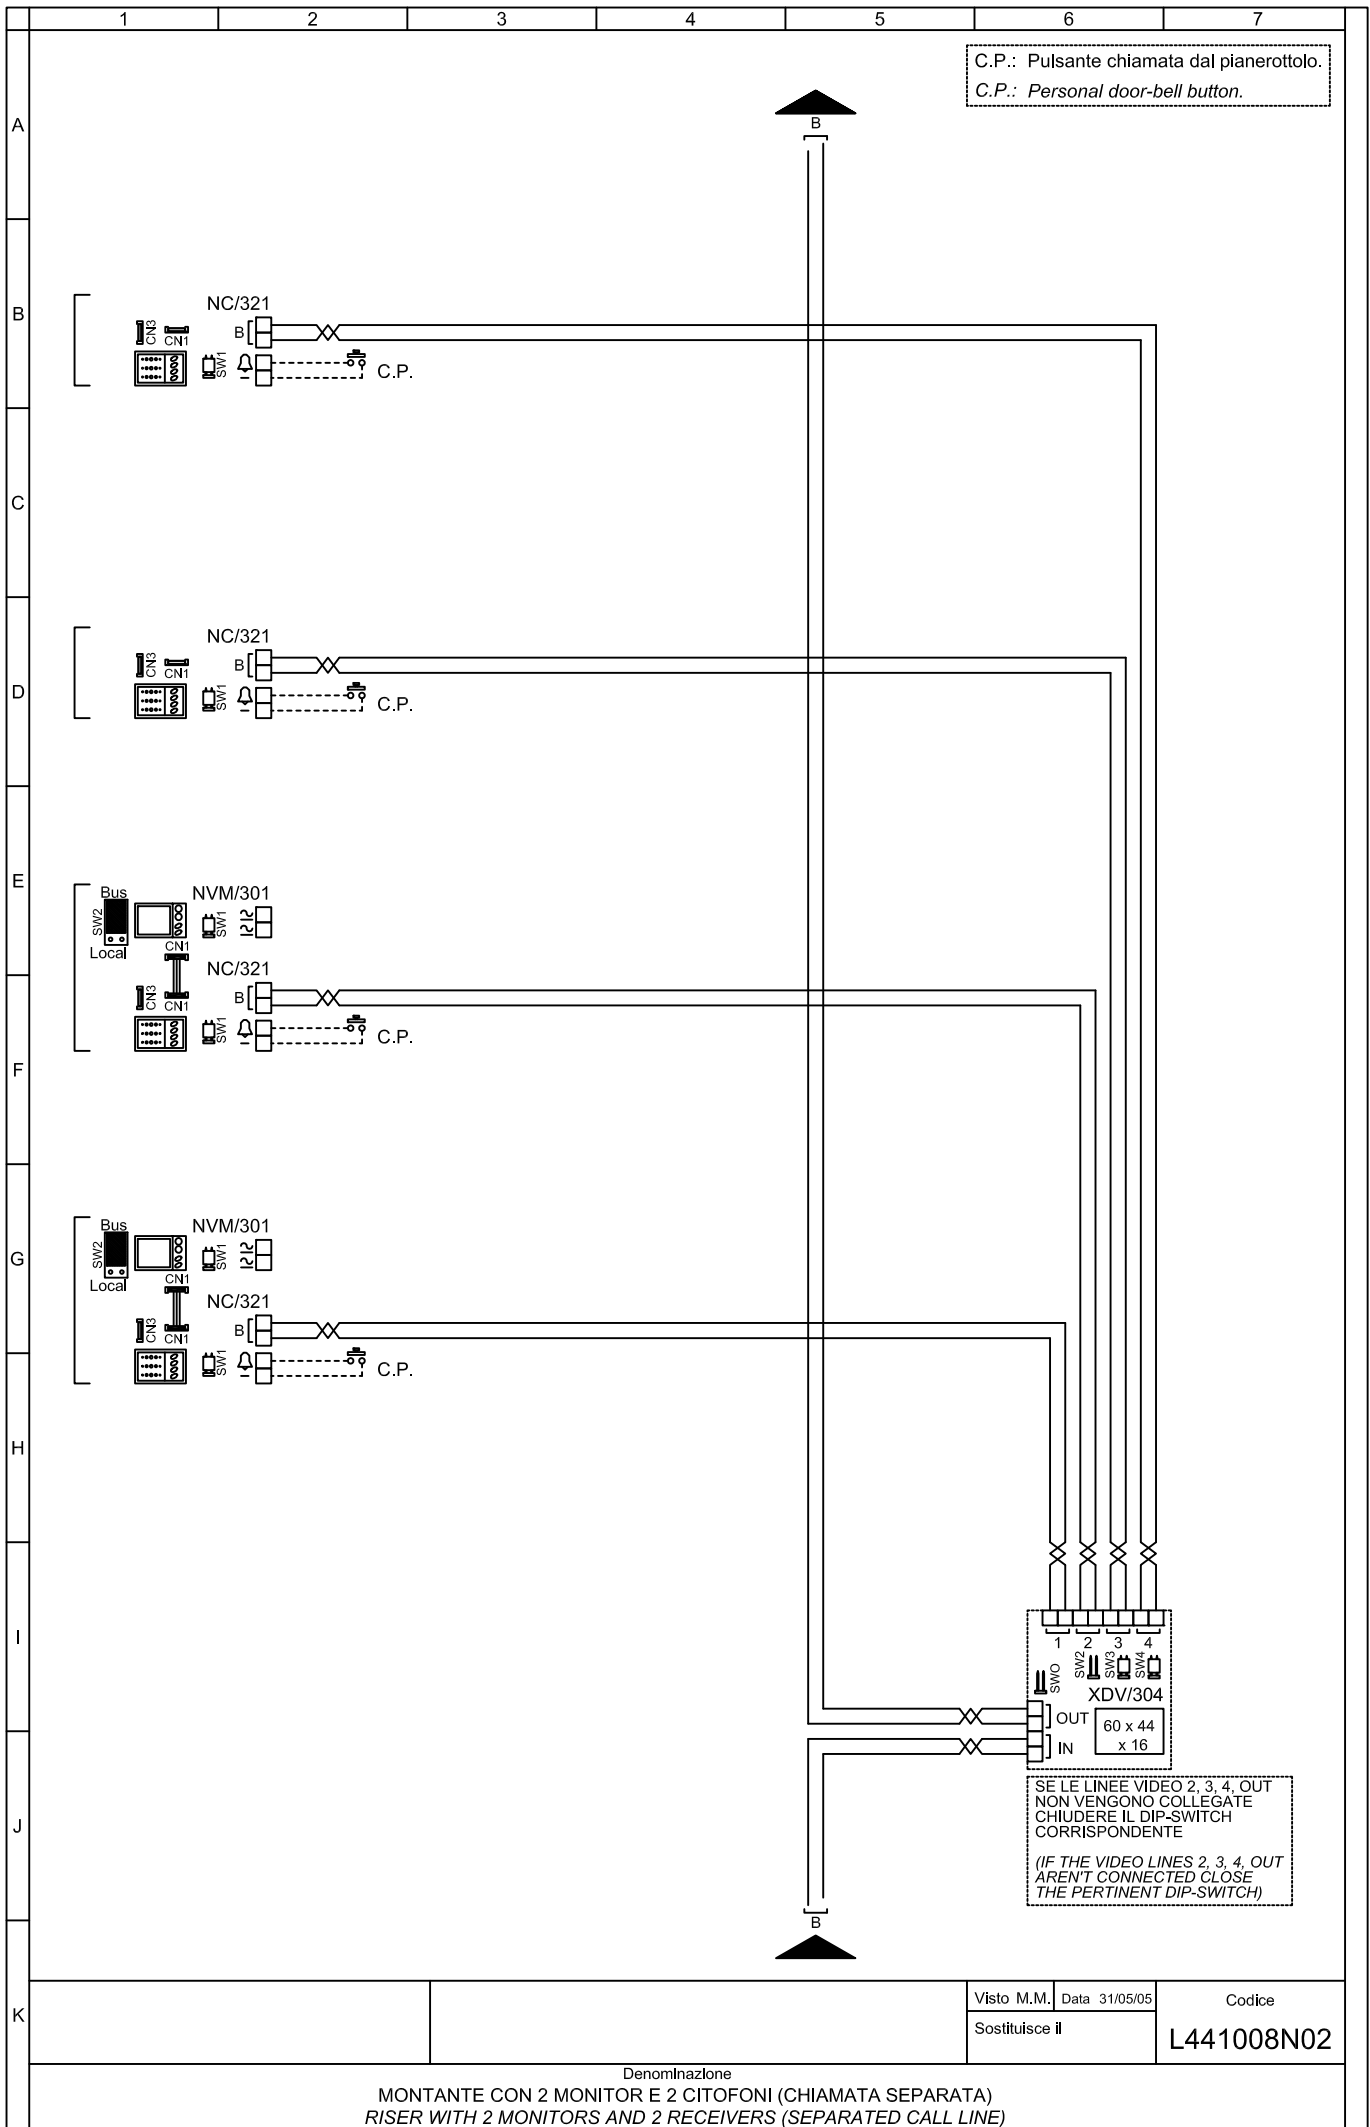 1 2 3 4 5 6 7
C.P.: Pulsante chiamata dal pianerottolo.
C.P.: Personal door-bell button.
A
B
B
NC/321
CN3
CN1
SW1
B
C.P.
C
NC/321
CN3
CN1
SW1
B
C.P.
D
E
Bus
SW2
Local
NVM/301
SW1
CN1
NC/321
CN3
CN1
SW1
B
C.P.
F
G
Bus
SW2
Local
NVM/301
SW1
CN1
NC/321
CN3
CN1
SW1
B
C.P.
H
I
1 2 3 4
SWO
SW2
SW3
SW4
XDV/304
OUT
IN
60 x 44
x 16
J
SE LE LINEE VIDEO 2, 3, 4, OUT
NON VENGONO COLLEGATE
CHIUDERE IL DIP-SWITCH
CORRISPONDENTE
(IF THE VIDEO LINES 2, 3, 4, OUT
AREN'T CONNECTED CLOSE
THE PERTINENT DIP-SWITCH)
B
K
Visto M.M.
Data 31/05/05
Sostituisce il
Codice
L441008N02
Denominazione
MONTANTE CON 2 MONITOR E 2 CITOFONI (CHIAMATA SEPARATA)
RISER WITH 2 MONITORS AND 2 RECEIVERS (SEPARATED CALL LINE)